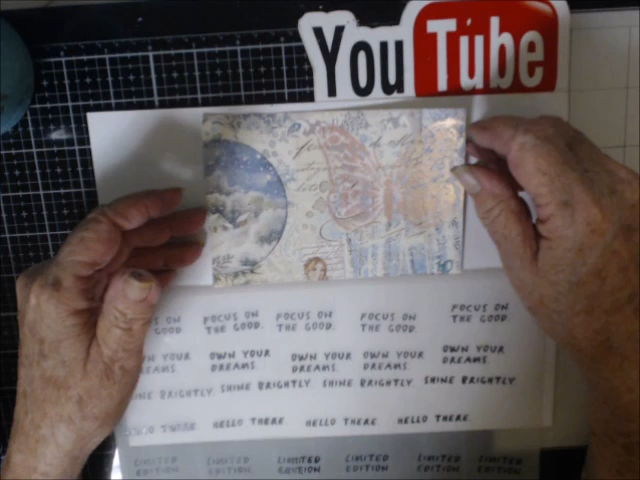 YouTube
FOCUS ON FOCUS ON FOCUS ON FOCUS ON
THE GOOD. THE GOOD. THE GOOD. THE GOOD.
OWN YOUR OWN YOUR OWN YOUR OWN YOUR
DREAMS. DREAMS. DREAMS. DREAMS.
SHINE BRIGHTLY. SHINE BRIGHTLY. SHINE BRIGHTLY.
HELLO THERE. HELLO THERE. HELLO THERE.
LIMITED LIMITED LIMITED LIMITED LIMITED LIMITED
EDITION EDITION EDITION EDITION EDITION EDITION